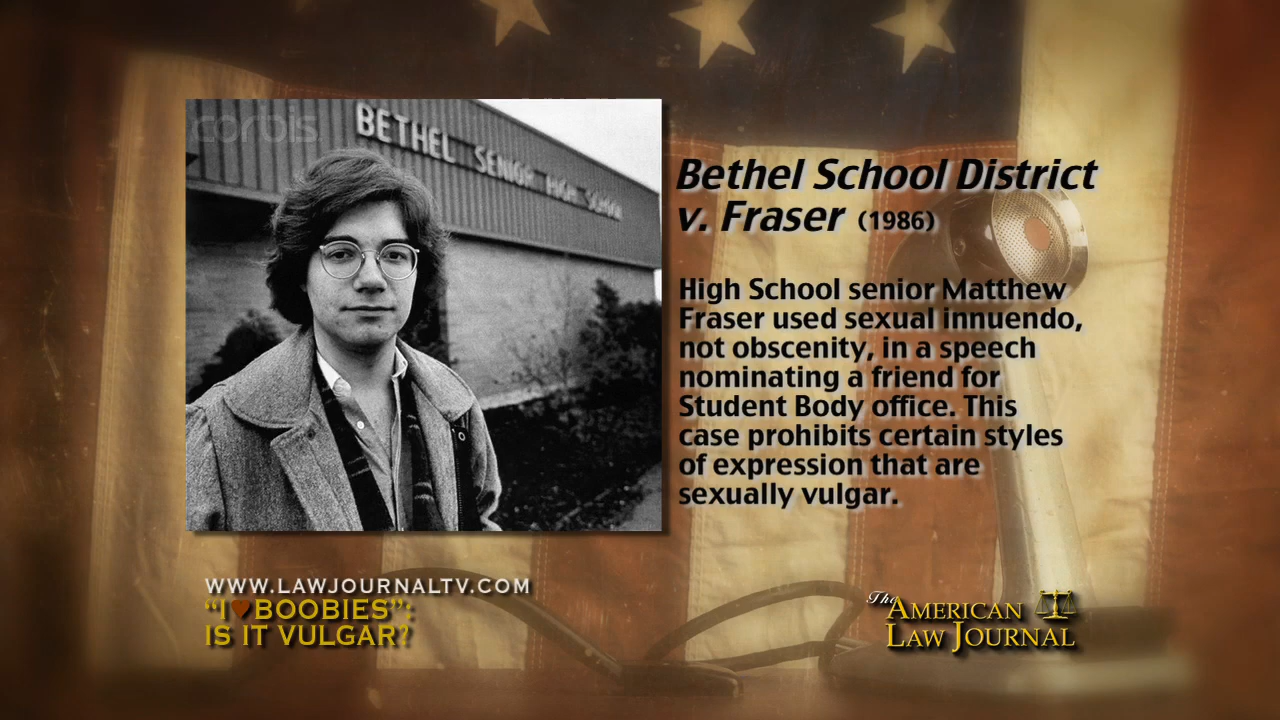 corbis
BETHEL SENIOR HIGH SCHOOL
Bethel School District
v. Fraser (1986)
High School senior Matthew
Fraser used sexual innuendo,
not obscenity, in a speech
nominating a friend for
Student Body office. This
case prohibits certain styles
of expression that are
sexually vulgar.
WWW.LAWJOURNALTV.COM
“I♥BOOBIES”:
IS IT VULGAR?
The
AMERICAN
LAW JOURNAL